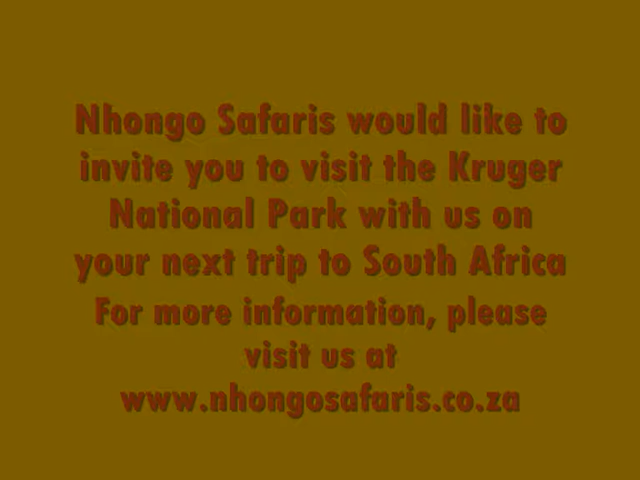 Nhongo Safaris would like to
invite you to visit the Kruger
National Park with us on
your next trip to South Africa
For more information, please
visit us at
www.nhongosafaris.co.za